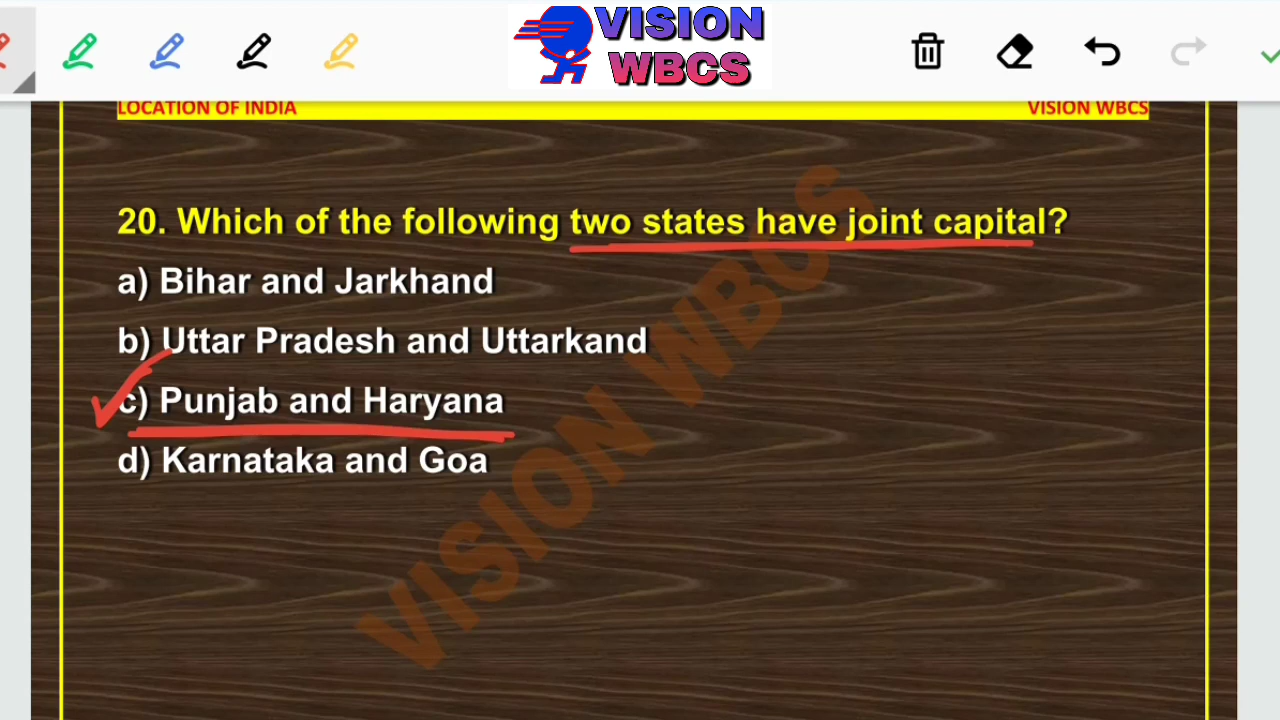 VISION
WBCS
LOCATION OF INDIA VISION WBCS
20. Which of the following two states have joint capital?
a) Bihar and Jarkhand
b) Uttar Pradesh and Uttarkand
c) Punjab and Haryana
d) Karnataka and Goa
VISION WBCS